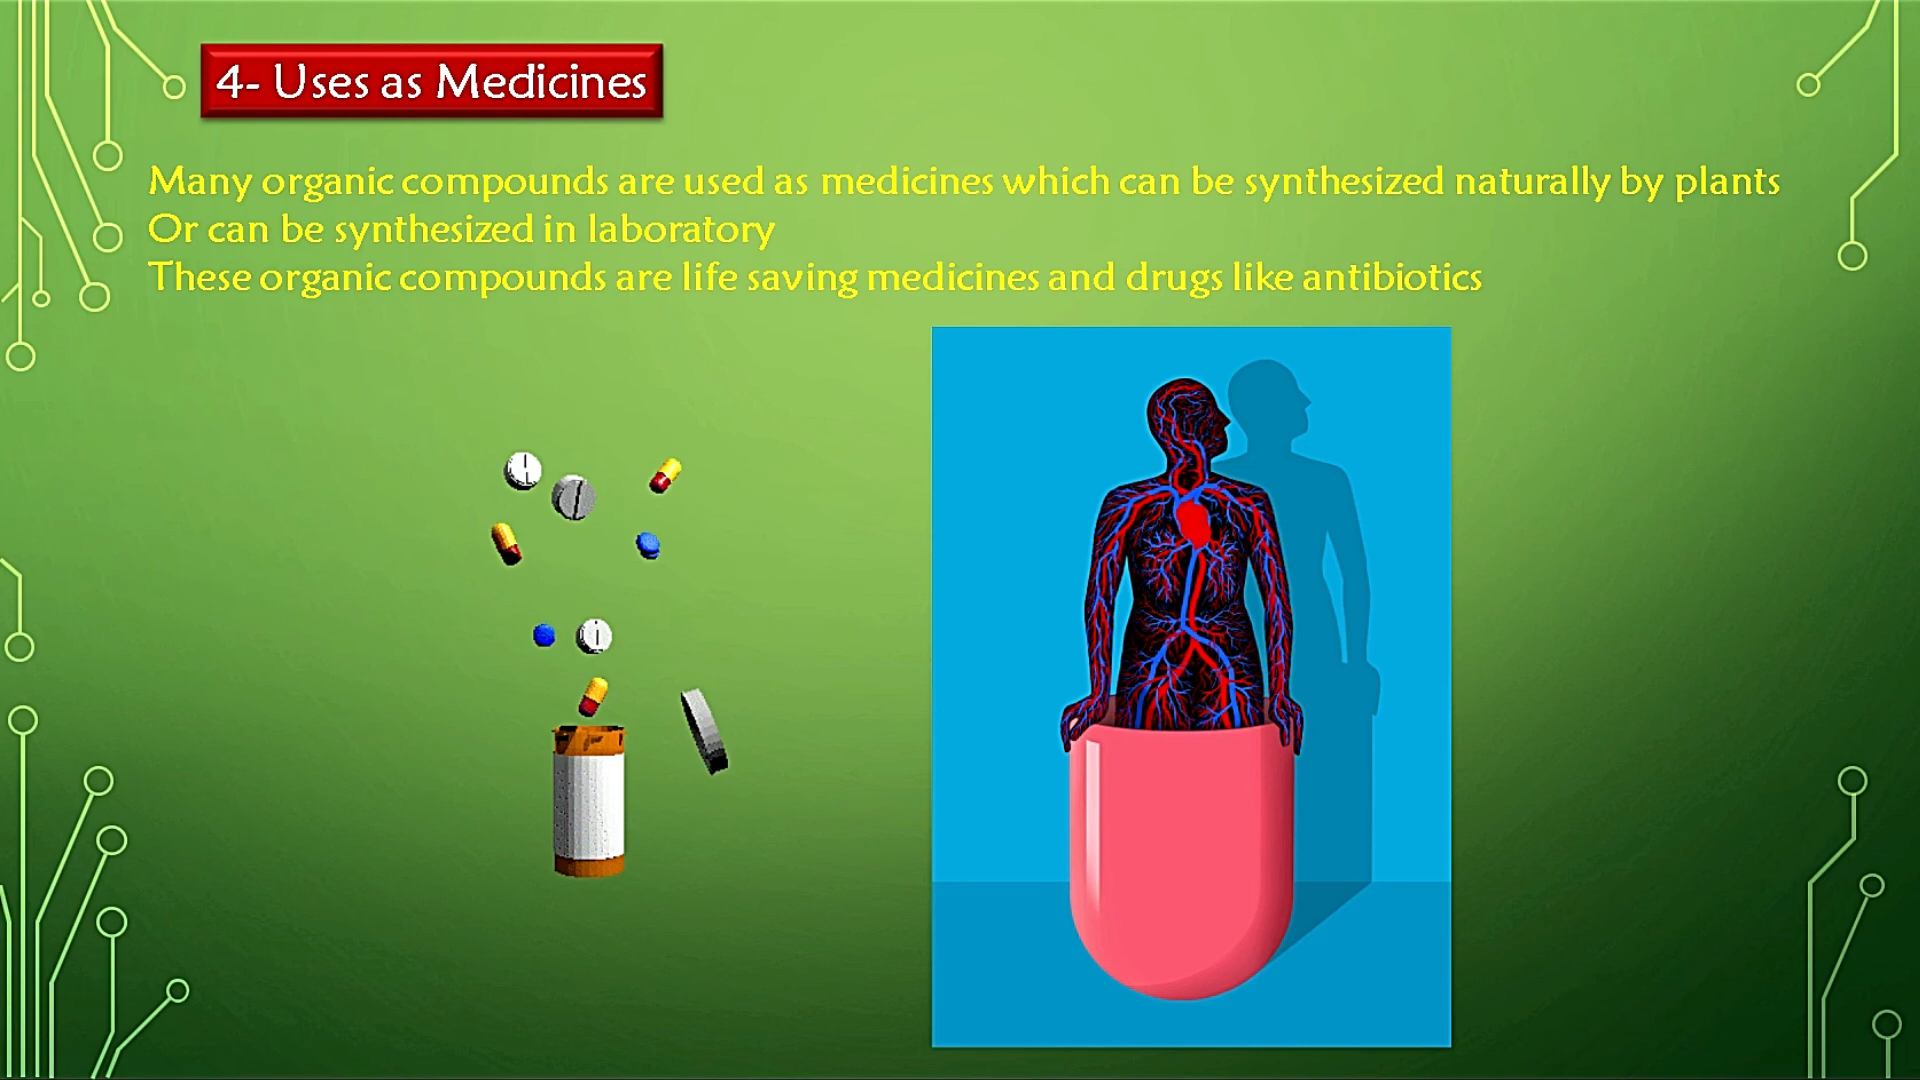 4- Uses as Medicines
Many organic compounds are used as medicines which can be synthesized naturally by plants
Or can be synthesized in laboratory
These organic compounds are life saving medicines and drugs like antibiotics